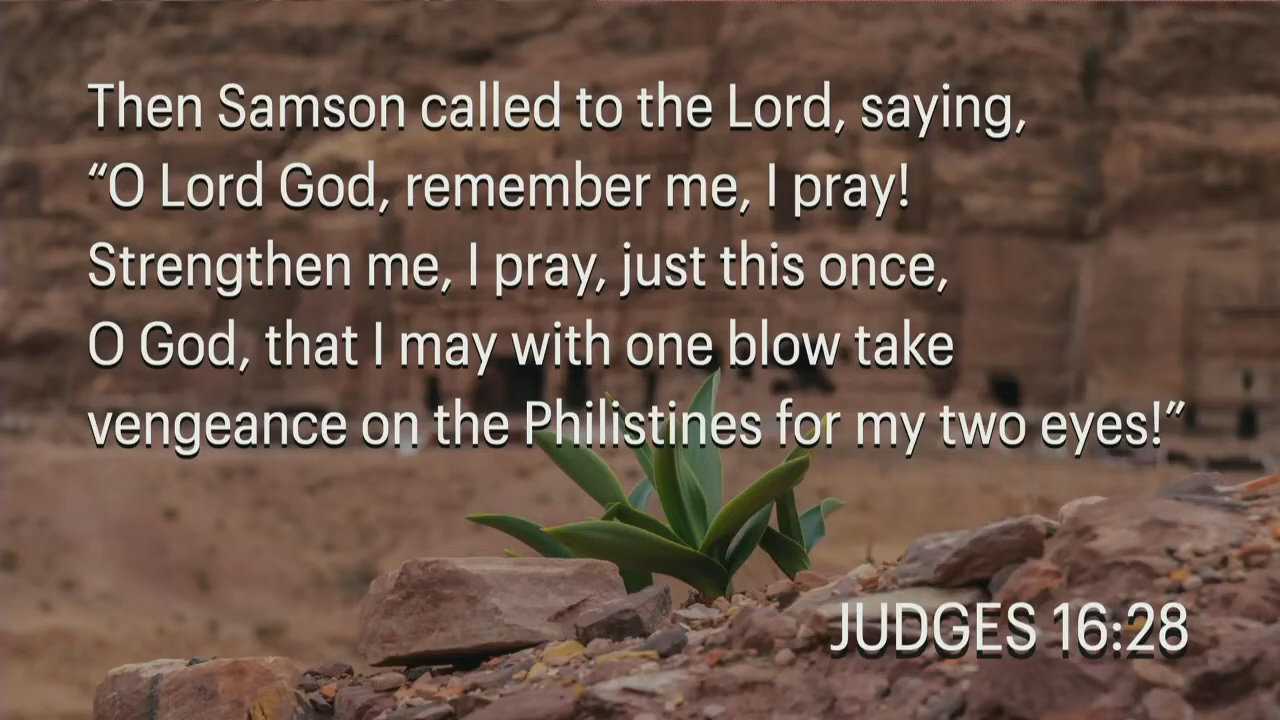 Then Samson called to the Lord, saying,
“O Lord God, remember me, I pray!
Strengthen me, I pray, just this once,
O God, that I may with one blow take
vengeance on the Philistines for my two eyes!”
JUDGES 16:28